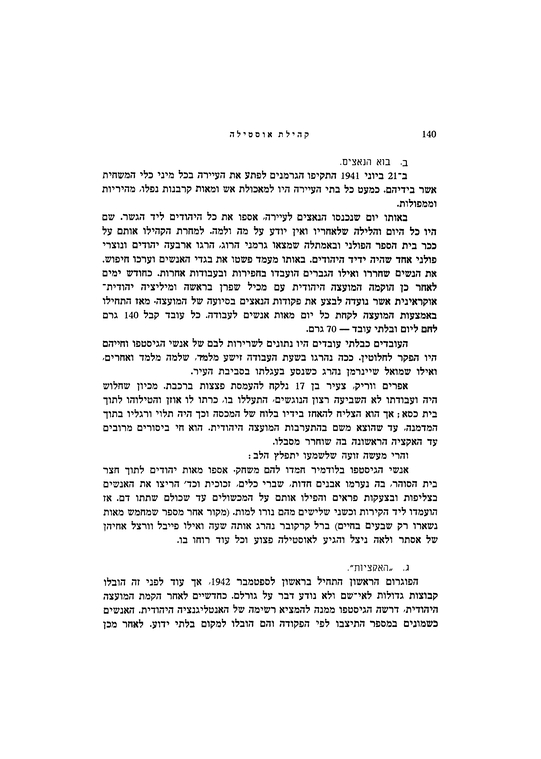 קהילת אוסטילה 140
ב. בוא הנאצים.
ב־21 ביוני 1941 התקיפו הגרמנים לפתע את העיירה בכל מיני כלי המשחית
אשר בידיהם. כמעט כל בתי העיירה היו למאכולת אש ומאות קרבנות נפלו, מהיריות
וממפולות.
באותו יום שנכנסו הנאצים לעיירה, אספו את כל היהודים ליד הגשר. שם
היו כל היום והלילה שלאחריו ואין יודע על מה ולמה. למחרת הקהילו אותם על
ככר בית הספר הפולני ובאמתלה שמצאו גרמני הרוג, הרגו ארבעה יהודים ונוצרי
פולני אחד שהיה ידיד היהודים. באותו מעמד פשטו את בגדי האנשים וערכו חיפוש.
את הנשים שחררו ואילו הגברים הועבדו בחפירות ובעבודות אחרות. כחודש ימים
לאחר כן הוקמה המועצה היהודית עם מכיל שפרן בראשה ומיליציה יהודית־
אוקראינית אשר נועדה לבצע את פקודות הנאצים בסיועה של המועצה. מאז התחילו
באמצעות המועצה לקחת כל יום מאות אנשים לעבודה. כל עובד קבל 140 גרם
לחם ליום ובלתי עובד — 70 גרם.
העובדים כבלתי עובדים היו נתונים לשרירות לבם של אנשי הגיסטפו וחייהם
היו הפקר לחלוטין. ככה נהרגו בשעת העבודה זישע מלמד, שלמה מלמד ואחרים,
ואילו שמואל שיינרמן נהרג כשנסע בעגלתו בסביבת העיר.
אפרים ווריק, צעיר בן 17 נלקח להעמסת פצצות ברכבת. מכיון שחלוש
היה ועבודתו לא השביעה רצון הנוגשים, התעללו בו, כרתו לו אוזן והטילוהו לתוך
בית כסא; אך הוא הצליח להאחז בידיו בלוח של המכסה וכך היה תלוי ורגליו בתוך
המדמנה, עד שהוצא משם בהתערבות המועצה היהודית. הוא חי ביסורים מרובים
עד האקציה הראשונה בה שוחרר מסבלו.
והרי מעשה זועה שלשמעו יתפלץ הלב:
אנשי הגיסטפו בלודמיר חמדו להם משחק. אספו מאות יהודים לתוך חצר
בית הסוהר, בה נערמו אבנים חדות, שברי כלים, זכוכית וכד׳ הריצו את האנשים
בצליפות ובצעקות פראים והפילו אותם על המכשולים עד שכולם שתתו דם. אז
הועמדו ליד הקירות וכשני שלישים מהם נורו למות. (מקור אחר מספר שמחמש מאות
נשארו רק שבעים בחיים) ברל קרקובר נהרג אותה שעה ואילו פייבל וורצל אחיהן
של אסתר ולאה ניצל והגיע לאוסטילה פצוע וכל עוד רוחו בו.
ג. „האקציות”.
הפוגרום הראשון התחיל בראשון לספטמבר 1942, אך עוד לפני זה הובלו
קבוצות גדולות לאי־שם ולא נודע דבר על גורלם. כחדשיים לאחר הקמת המועצה
היהודית, דרשה הגיסטפו ממנה להמציא רשימה של האנטליגנציה היהודית. האנשים
כשמונים במספר התיצבו לפי הפקודה והם הובלו למקום בלתי ידוע. לאחר מכן